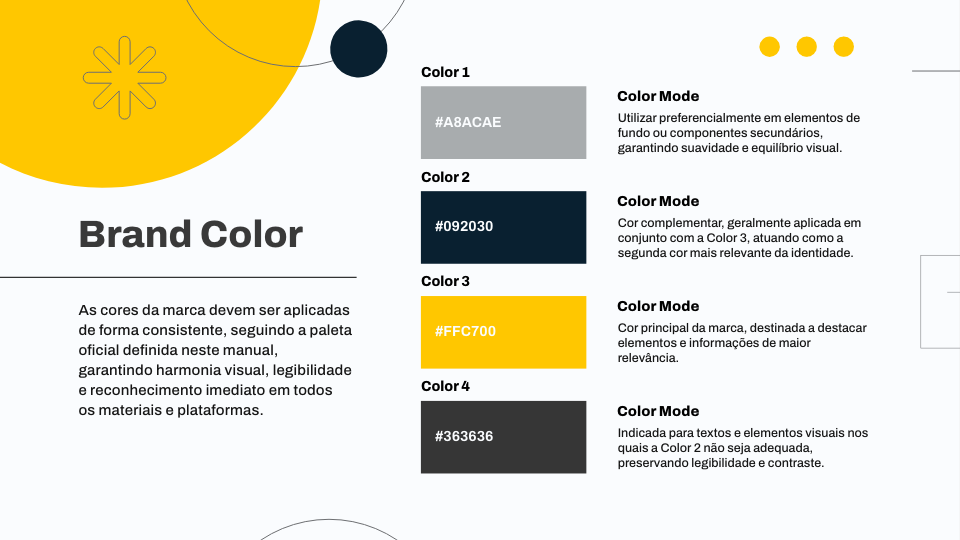 Brand Color
As cores da marca devem ser aplicadas
de forma consistente, seguindo a paleta
oficial definida neste manual,
garantindo harmonia visual, legibilidade
e reconhecimento imediato em todos
os materiais e plataformas.
Color 1
#A8ACAE
Color Mode
Utilizar preferencialmente em elementos de
fundo ou componentes secundários,
garantindo suavidade e equilíbrio visual.
Color 2
#092030
Color Mode
Cor complementar, geralmente aplicada em
conjunto com a Color 3, atuando como a
segunda cor mais relevante da identidade.
Color 3
#FFC700
Color Mode
Cor principal da marca, destinada a destacar
elementos e informações de maior
relevância.
Color 4
#363636
Color Mode
Indicada para textos e elementos visuais nos
quais a Color 2 não seja adequada,
preservando legibilidade e contraste.